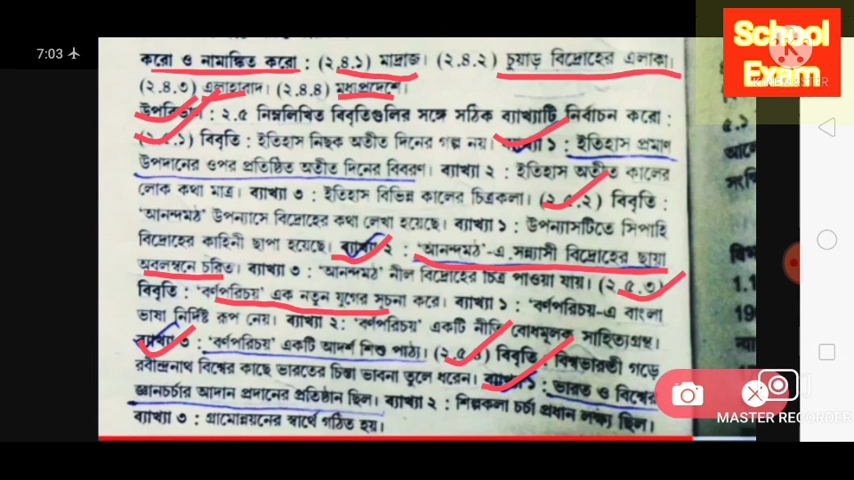 7:03
School
Exam
KINEMASTER
করো ও নামাঙ্কিত করো : (২.৪.১) মাদ্রাজ। (২.৪.২) চুয়াড় বিদ্রোহের এলাকা।
(২.৪.৩) এলাহাবাদ। (২.৪.৪) মধ্যপ্রদেশে।
উপবিভাগ : ২.৫ নিম্নলিখিত বিবৃতিগুলির সঙ্গে সঠিক ব্যাখ্যাটি নির্বাচন করো :
(২.৫.১) বিবৃতি : ইতিহাস নিছক অতীত দিনের গল্প নয়। ব্যাখ্যা ১ : ইতিহাস প্রমাণ
উপদানের ওপর প্রতিষ্ঠিত অতীত দিনের বিবরণ। ব্যাখ্যা ২ : ইতিহাস অতীত কালের
লোক কথা মাত্র। ব্যাখ্যা ৩ : ইতিহাস বিভিন্ন কালের চিত্রকলা। (২.৫.২) বিবৃতি :
'আনন্দমঠ' উপন্যাসে বিদ্রোহের কথা লেখা হয়েছে। ব্যাখ্যা ১ : উপন্যাসটিতে সিপাহি
বিদ্রোহের কাহিনী ছাপা হয়েছে। ব্যাখ্যা ২ : 'আনন্দমঠ'-এ সন্ন্যাসী বিদ্রোহের ছায়া
অবলম্বনে চরিত। ব্যাখ্যা ৩ : 'আনন্দমঠ' নীল বিদ্রোহের চিত্র পাওয়া যায়। (২.৫.৩)
বিবৃতি : 'বর্ণপরিচয়' এক নতুন যুগের সূচনা করে। ব্যাখ্যা ১ : 'বর্ণপরিচয়-এ বাংলা
ভাষা নির্দিষ্ট রূপ নেয়। ব্যাখ্যা ২: 'বর্ণপরিচয়' একটি নীতি বোধমূলক সাহিত্যগ্রন্থ।
ব্যাখ্যা ৩ : 'বর্ণপরিচয়' একটি আদর্শ শিশু পাঠ্য। (২.৫.৪) বিবৃতি : বিশ্বভারতী গড়ে
রবীন্দ্রনাথ বিশ্বের কাছে ভারতের চিন্তা ভাবনা তুলে ধরেন। ব্যাখ্যা ১ : ভারত ও বিশ্বের
জ্ঞানচর্চার আদান প্রদানের প্রতিষ্ঠান ছিল। ব্যাখ্যা ২ : শিল্পকলা চর্চা প্রধান লক্ষ্য ছিল।
ব্যাখ্যা ৩ : গ্রামোন্নয়নের স্বার্থে গঠিত হয়।
৫.১
1.1
MASTER RECORDER